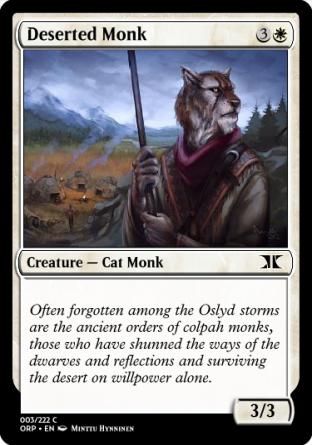 Deserted Monk 3
Creature — Cat Monk
Often forgotten among the Oslyd storms
are the ancient orders of colpah monks,
those who have shunned the ways of the
dwarves and reflections and surviving
the desert on willpower alone.
3/3
003/222 C
ORP • EN MINTTU HYNNINEN